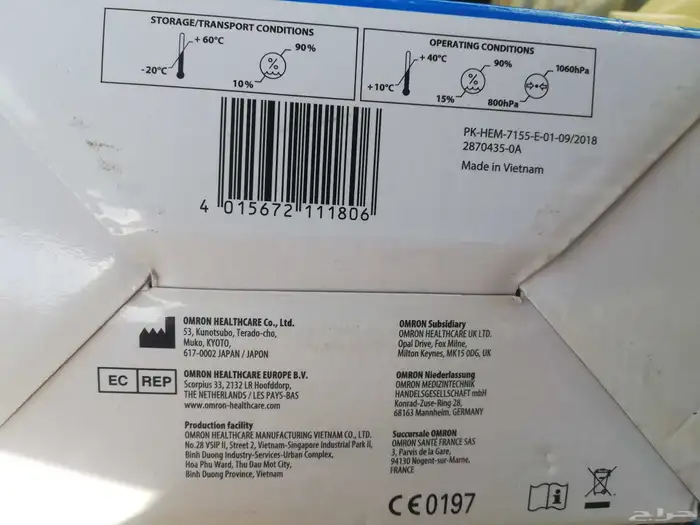 STORAGE/TRANSPORT CONDITIONS
+ 60°C
90%
%
-20°C
10%
OPERATING CONDITIONS
+ 40°C
90%
%
1060hPa
+10°C
15%
800hPa
PK-HEM-7155-E-01-09/2018
2870435-0A
Made in Vietnam
4 015672 111806
OMRON HEALTHCARE Co., Ltd.
53, Kunotsubo, Terado-cho,
Muko, KYOTO,
617-0002 JAPAN / JAPON
EC REP
OMRON HEALTHCARE EUROPE B.V.
Scorpius 33, 2132 LR Hoofddorp,
THE NETHERLANDS / LES PAYS-BAS
www.omron-healthcare.com
Production facility
OMRON HEALTHCARE MANUFACTURING VIETNAM CO., LTD.
No.28 VSIP II, Street 2, Vietnam-Singapore Industrial Park II,
Binh Duong Industry-Services-Urban Complex,
Hoa Phu Ward, Thu Dau Mot City,
Binh Duong Province, Vietnam
OMRON Subsidiary
OMRON HEALTHCARE UK LTD.
Opal Drive, Fox Milne,
Milton Keynes, MK15 0DG, UK
OMRON Niederlassung
OMRON MEDIZINTECHNIK
HANDELSGESELLSCHAFT mbH
Konrad-Zuse-Ring 28,
68163 Mannheim, GERMANY
Succursale OMRON
OMRON SANTÉ FRANCE SAS
3, Parvis de la Gare,
94130 Nogent-sur-Marne,
FRANCE
CE0197
حراج